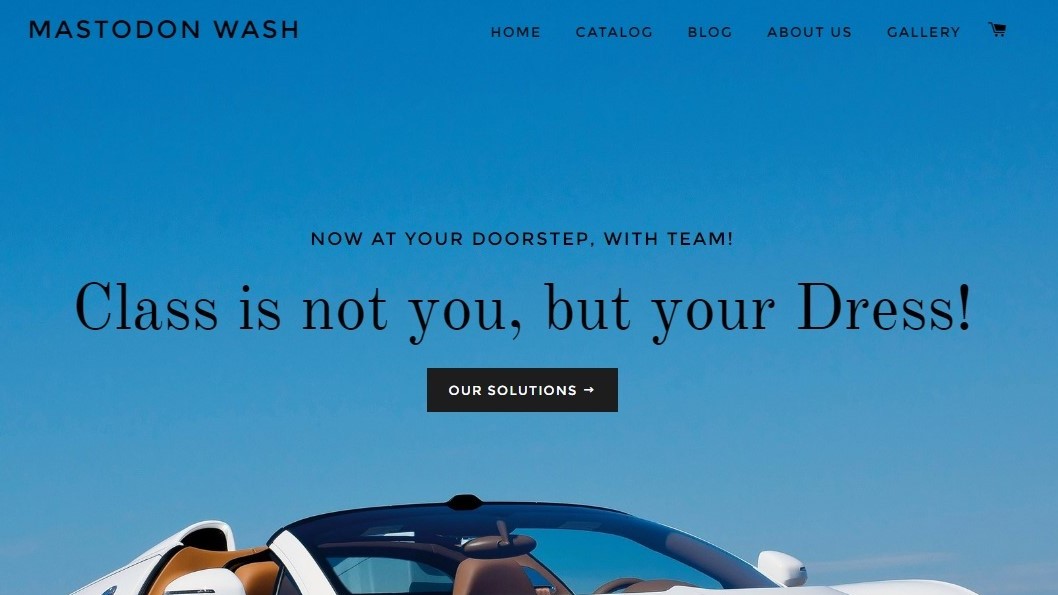 MASTODON WASH
HOME CATALOG BLOG ABOUT US GALLERY
NOW AT YOUR DOORSTEP, WITH TEAM!
Class is not you, but your Dress!
OUR SOLUTIONS →